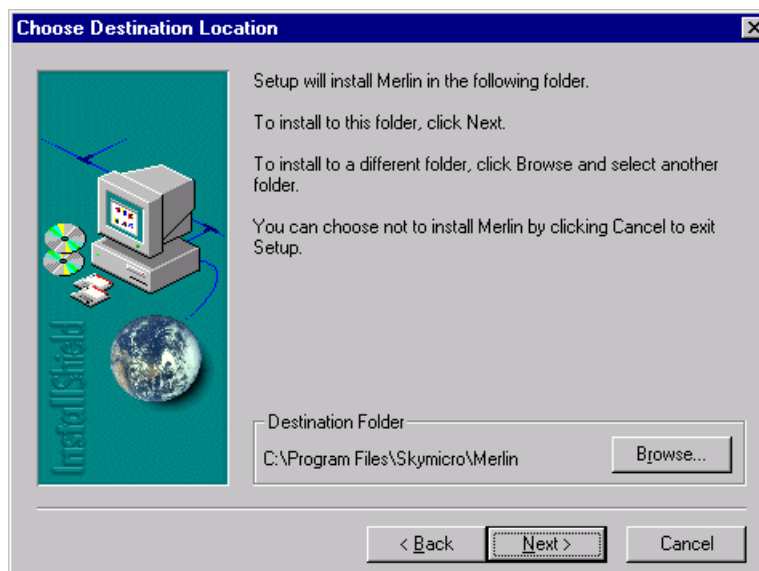 Choose Destination Location
Setup will install Merlin in the following folder.
To install to this folder, click Next.
To install to a different folder, click Browse and select another
folder.
You can choose not to install Merlin by clicking Cancel to exit
Setup.
InstallShield
Destination Folder
C:\Program Files\Skymicro\Merlin
Browse...
< Back
Next >
Cancel